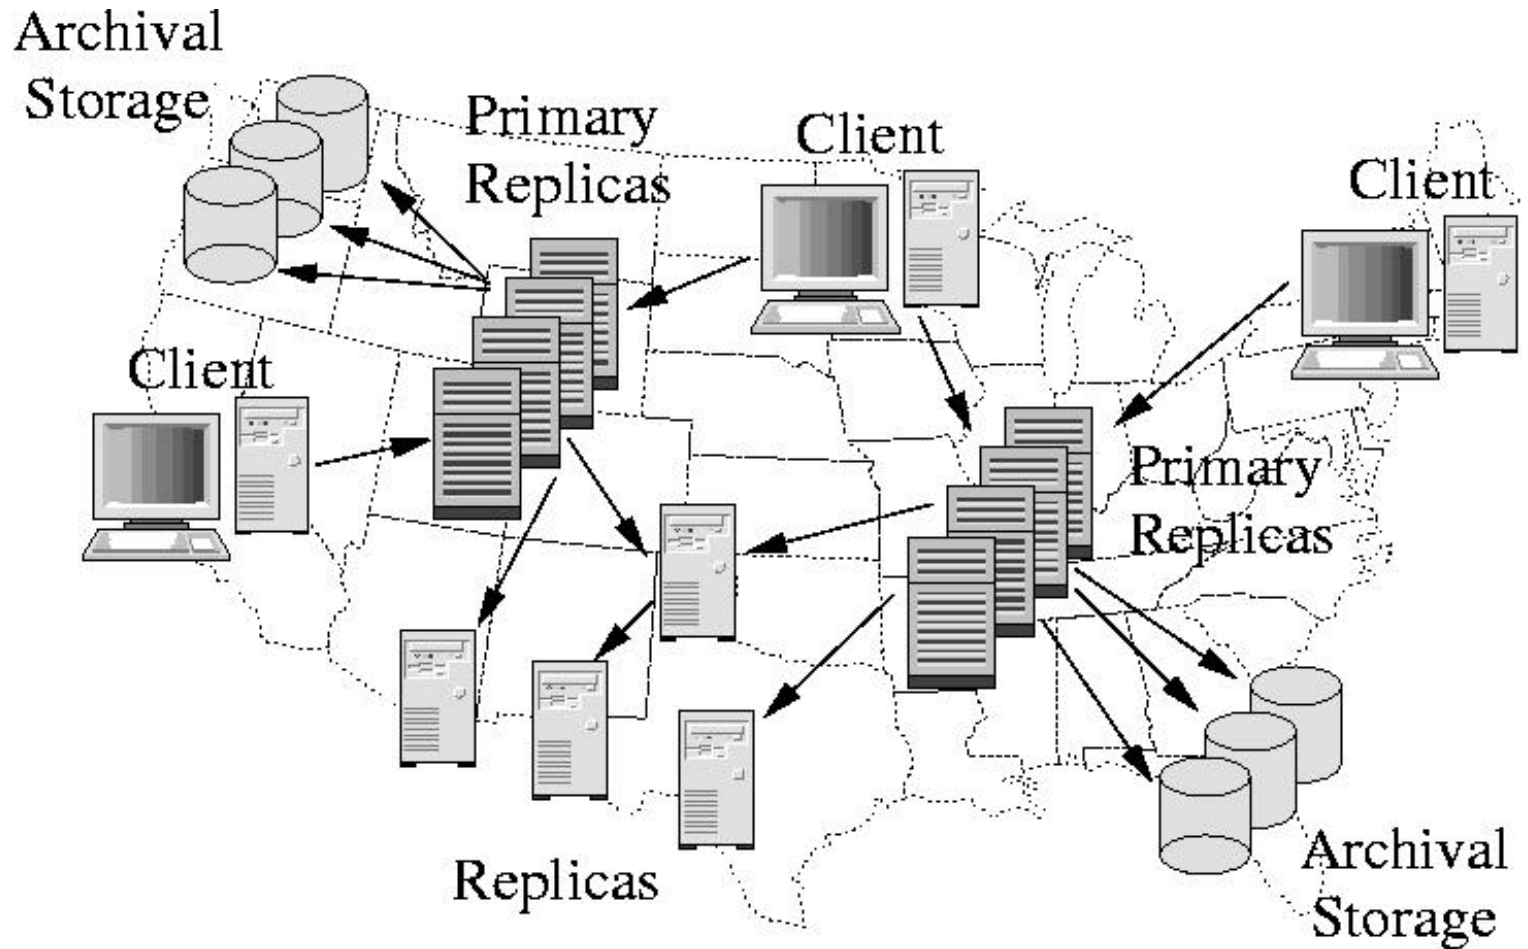 Archival
Storage
Primary
Replicas
Client
Client
Client
Primary
Replicas
Replicas
Archival
Storage